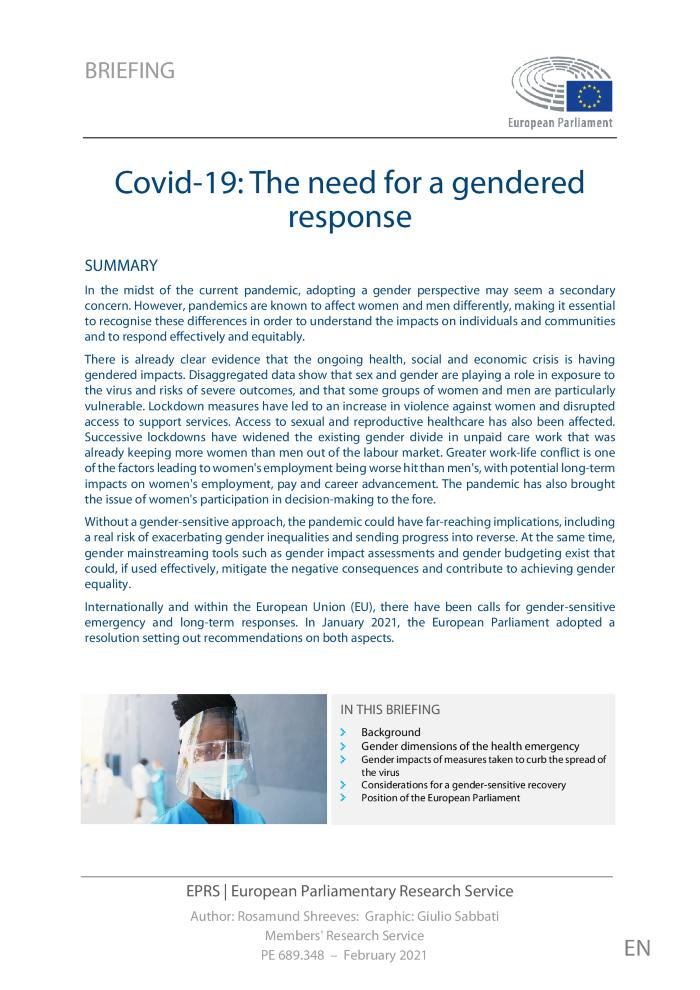 BRIEFING
European Parliament
Covid-19: The need for a gendered
response
SUMMARY
In the midst of the current pandemic, adopting a gender perspective may seem a secondary
concern. However, pandemics are known to affect women and men differently, making it essential
to recognise these differences in order to understand the impacts on individuals and communities
and to respond effectively and equitably.
There is already clear evidence that the ongoing health, social and economic crisis is having
gendered impacts. Disaggregated data show that sex and gender are playing a role in exposure to
the virus and risks of severe outcomes, and that some groups of women and men are particularly
vulnerable. Lockdown measures have led to an increase in violence against women and disrupted
access to support services. Access to sexual and reproductive healthcare has also been affected.
Successive lockdowns have widened the existing gender divide in unpaid care work that was
already keeping more women than men out of the labour market. Greater work-life conflict is one
of the factors leading to women's employment being worse hit than men's, with potential long-term
impacts on women's employment, pay and career advancement. The pandemic has also brought
the issue of women's participation in decision-making to the fore.
Without a gender-sensitive approach, the pandemic could have far-reaching implications, including
a real risk of exacerbating gender inequalities and sending progress into reverse. At the same time,
gender mainstreaming tools such as gender impact assessments and gender budgeting exist that
could, if used effectively, mitigate the negative consequences and contribute to achieving gender
equality.
Internationally and within the European Union (EU), there have been calls for gender-sensitive
emergency and long-term responses. In January 2021, the European Parliament adopted a
resolution setting out recommendations on both aspects.
IN THIS BRIEFING
Background
Gender dimensions of the health emergency
Gender impacts of measures taken to curb the spread of
the virus
Considerations for a gender-sensitive recovery
Position of the European Parliament
EPRS | European Parliamentary Research Service
Author: Rosamund Shreeves: Graphic: Giulio Sabbati
Members' Research Service
PE 689.348 – February 2021
EN